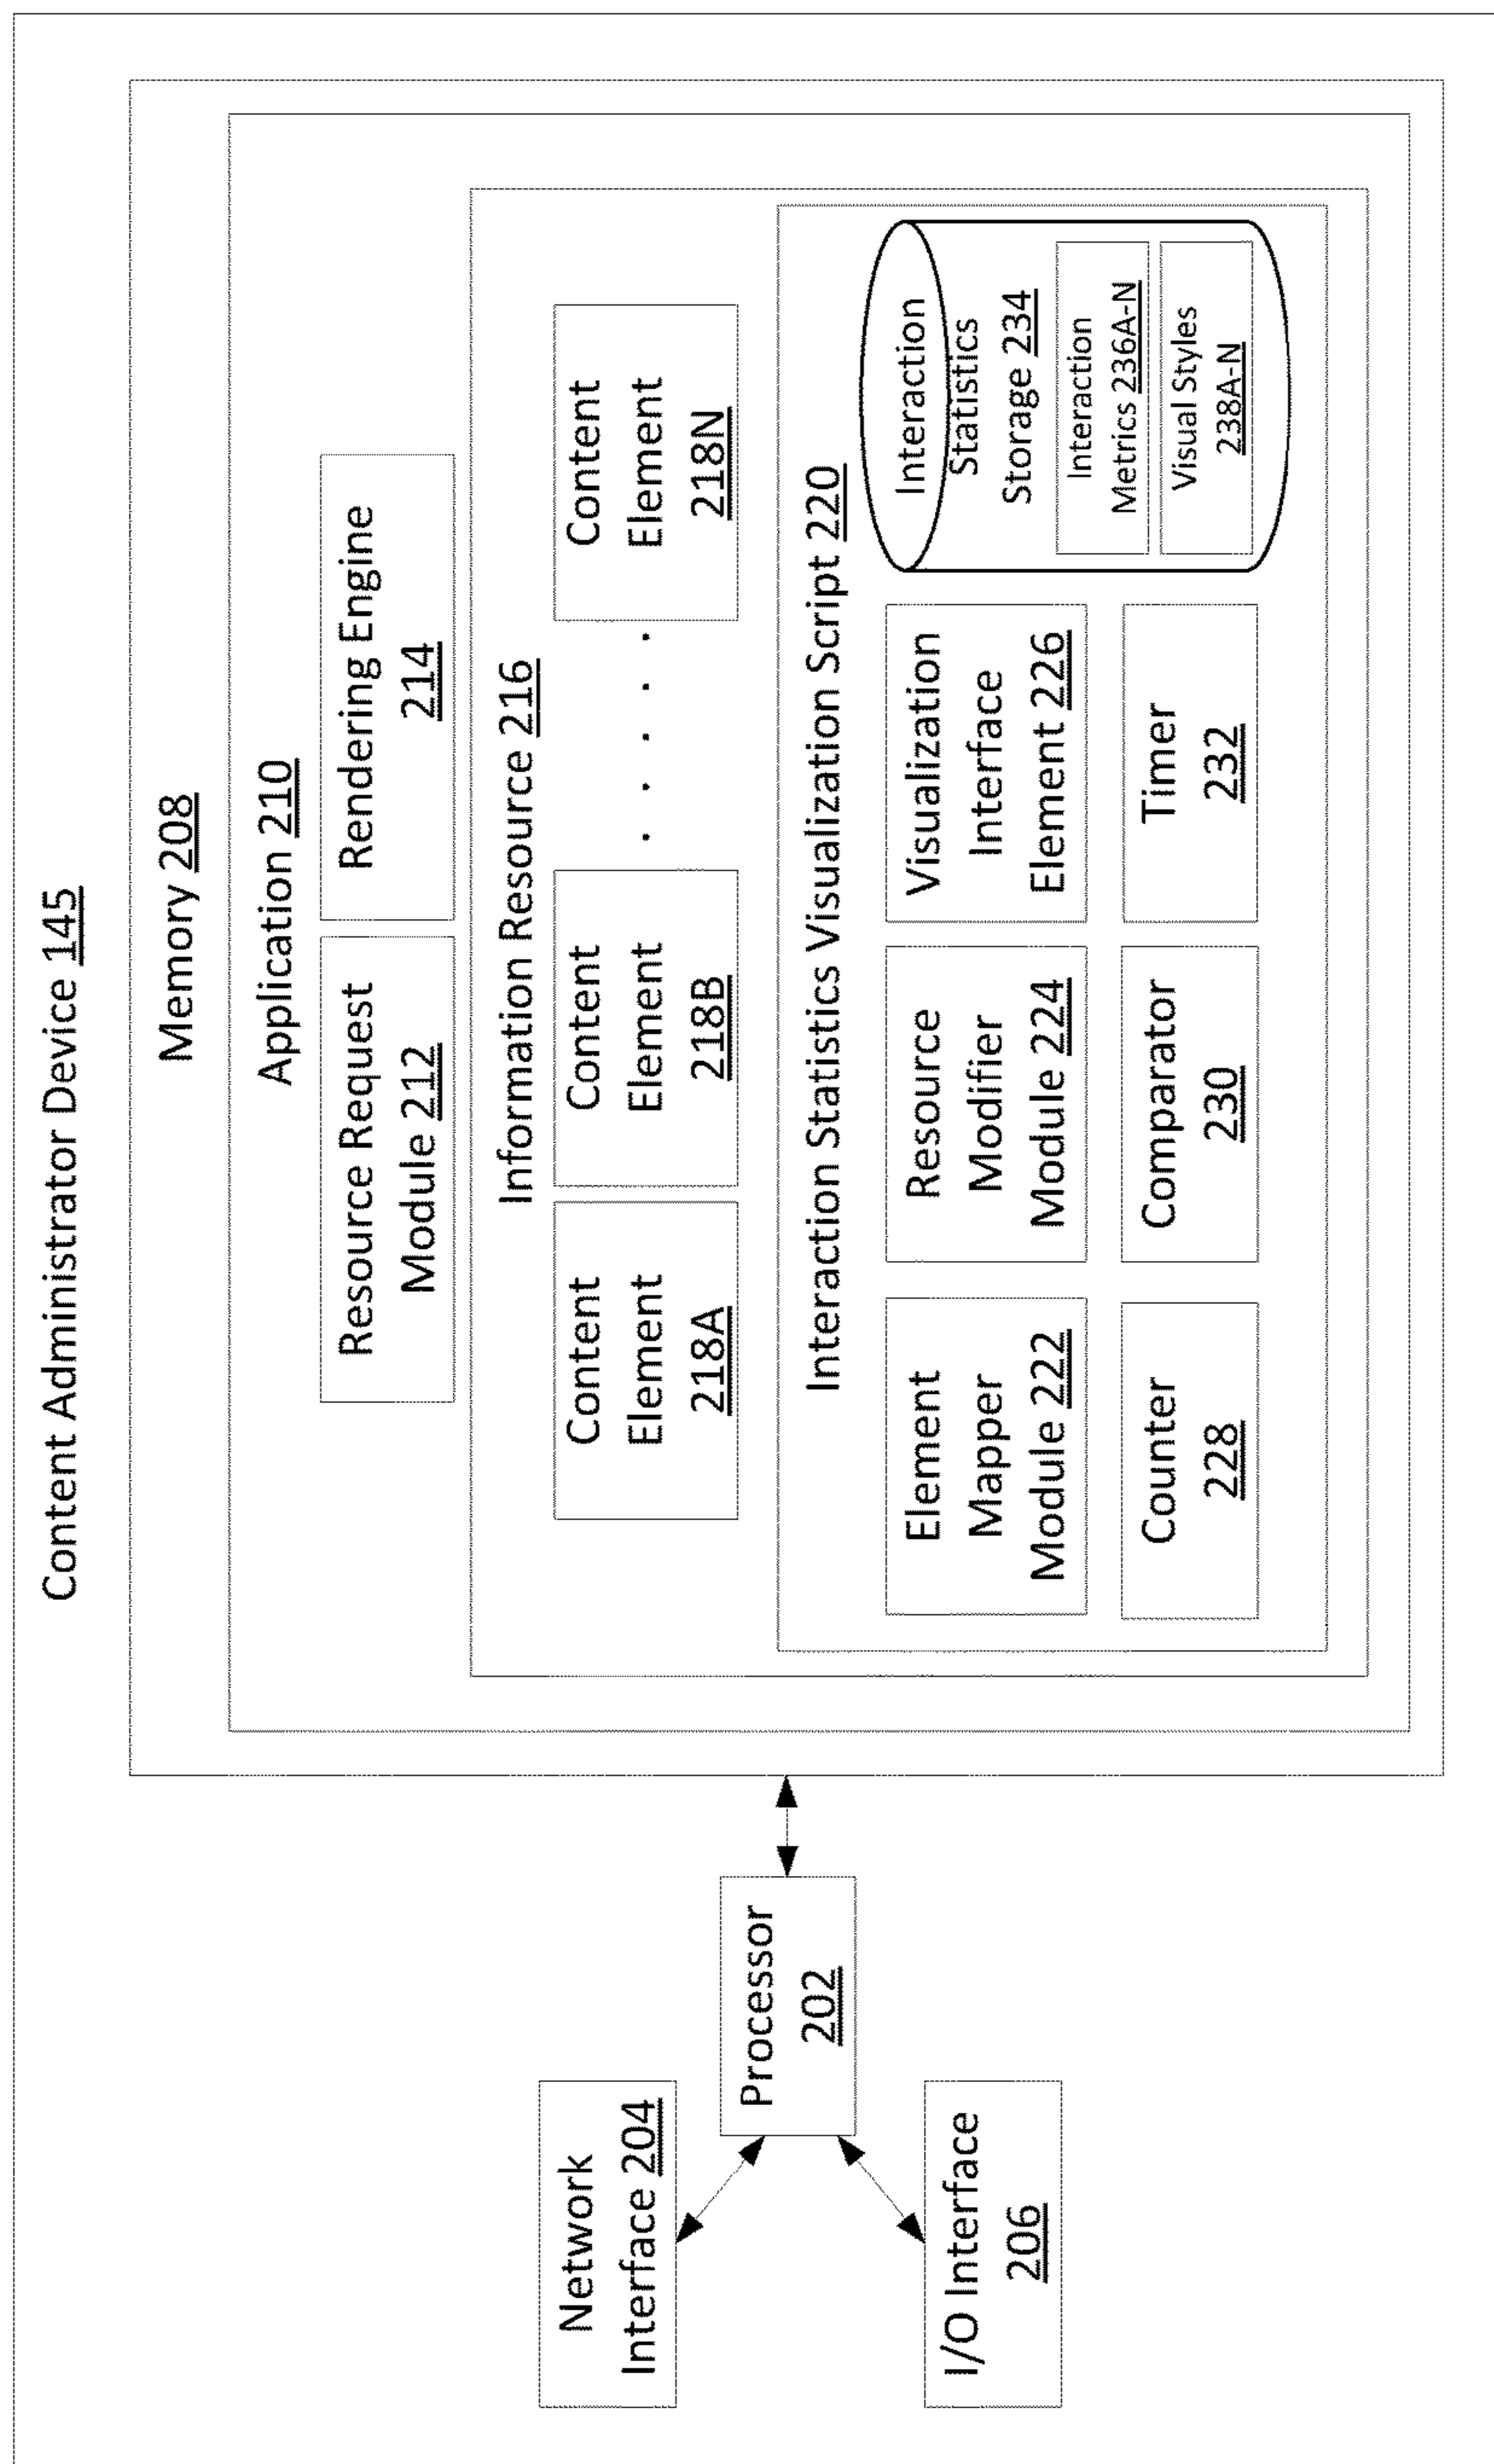 Content Administrator Device 145
Memory 208
Application 210
Resource Request
Module 212
Rendering Engine
214
Information Resource 216
Content
Element
218A
Content
Element
218B
. . . . .
Content
Element
218N
Interaction Statistics Visualization Script 220
Element
Mapper
Module 222
Resource
Modifier
Module 224
Visualization
Interface
Element 226
Counter
228
Comparator
230
Timer
232
Interaction
Statistics
Storage 234
Interaction
Metrics 236A-N
Visual Styles
238A-N
Network
Interface 204
Processor
202
I/O Interface
206